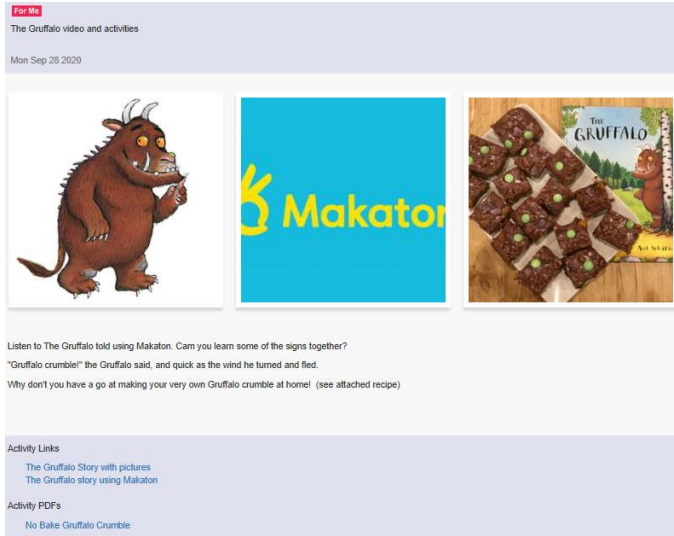 For Me
The Gruffalo video and activities
Mon Sep 28 2020
Makaton
THE
GRUFFALO
Listen to The Gruffalo told using Makaton. Cam you learn some of the signs together?
"Gruffalo crumble!" the Gruffalo said, and quick as the wind he turned and fled.
Why don't you have a go at making your very own Gruffalo crumble at home! (see attached recipe)
Activity Links
The Gruffalo Story with pictures
The Gruffalo story using Makaton
Activity PDFs
No Bake Gruffalo Crumble